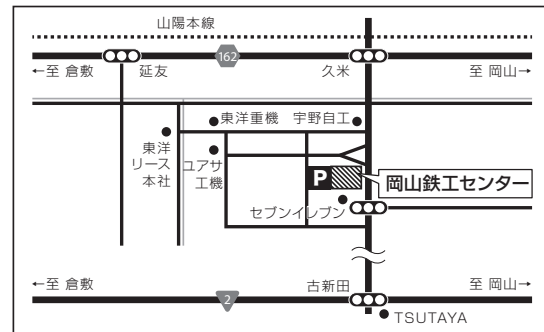 山陽本線
162
←至 倉敷
延友
久米
至 岡山→
東洋重機
宇野自工
東洋
リース
本社
ユアサ
工機
P
岡山鉄工センター
セブンイレブン
←至 倉敷
2
古新田
至 岡山→
TSUTAYA